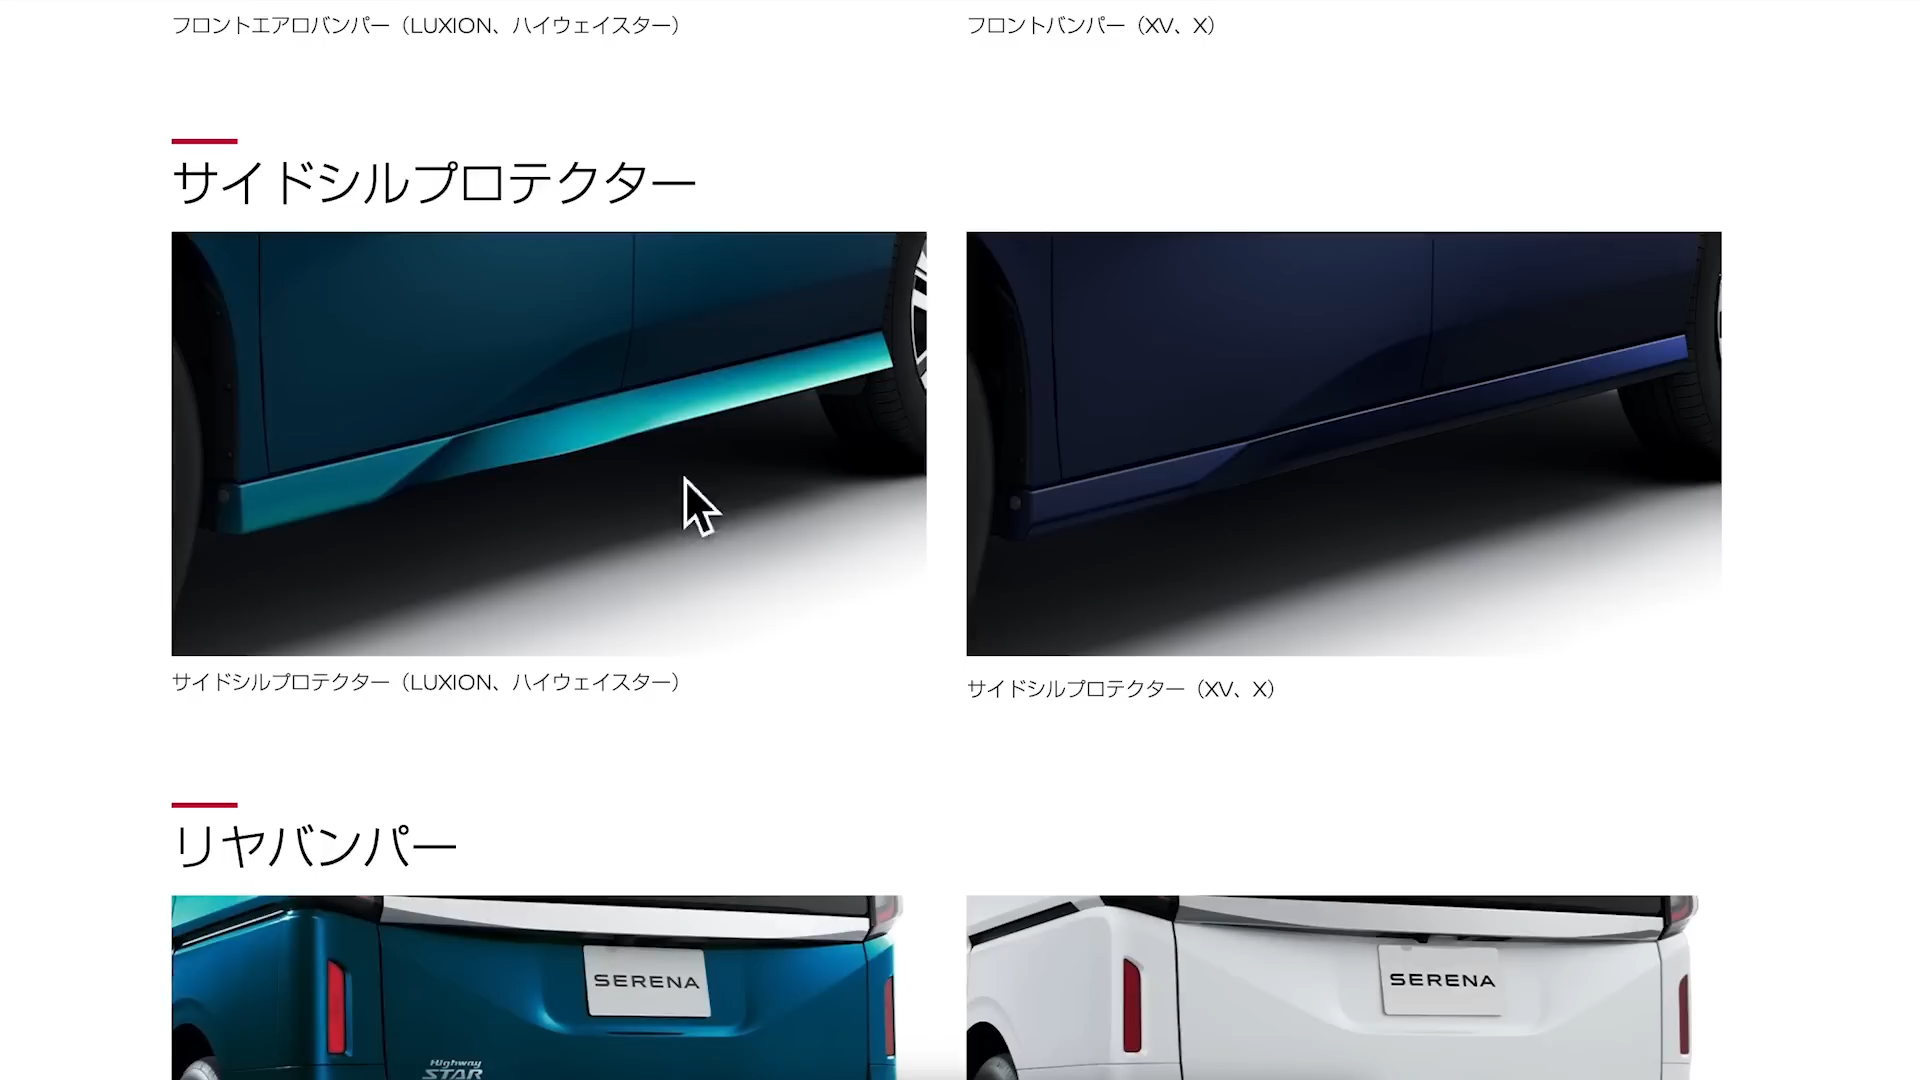 フロントエアロバンパー（LUXION、ハイウェイスター）
フロントバンパー（XV、X）
サイドシルプロテクター
サイドシルプロテクター（LUXION、ハイウェイスター）
サイドシルプロテクター（XV、X）
リヤバンパー
SERENA
Highway
STAR
SERENA